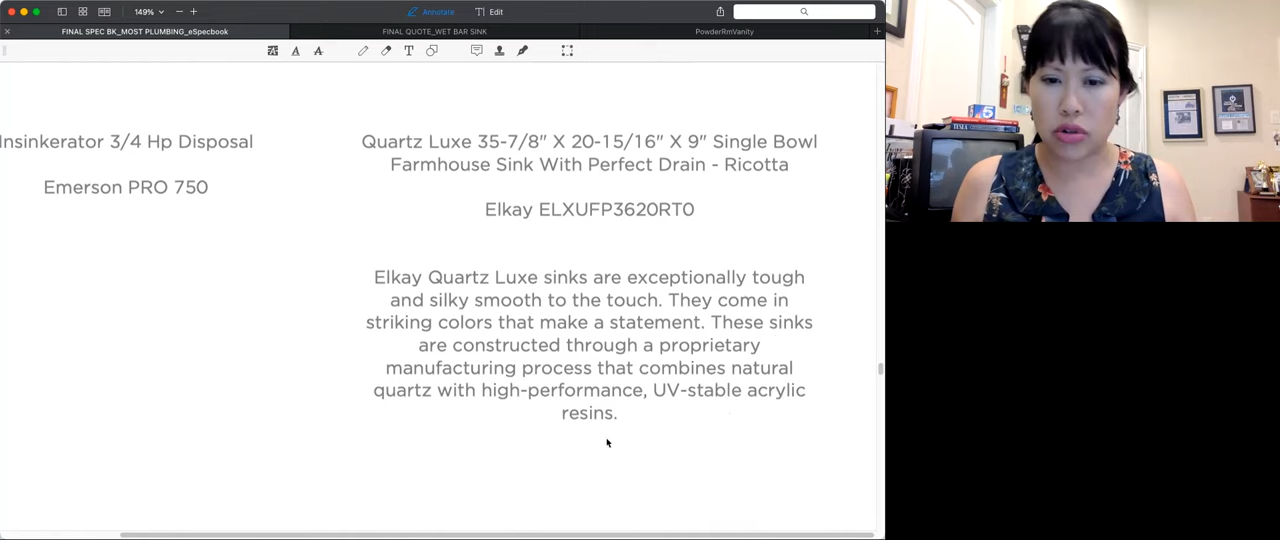 149%
Annotate
Edit
FINAL SPEC BK_MOST PLUMBING_eSpecbook
FINAL QUOTE_WET BAR SINK
PowderRmVanity
Insinkerator 3/4 Hp Disposal
Emerson PRO 750
Quartz Luxe 35-7/8" X 20-15/16" X 9" Single Bowl
Farmhouse Sink With Perfect Drain - Ricotta
Elkay ELXUFP3620RT0
Elkay Quartz Luxe sinks are exceptionally tough
and silky smooth to the touch. They come in
striking colors that make a statement. These sinks
are constructed through a proprietary
manufacturing process that combines natural
quartz with high-performance, UV-stable acrylic
resins.
5
TESLA